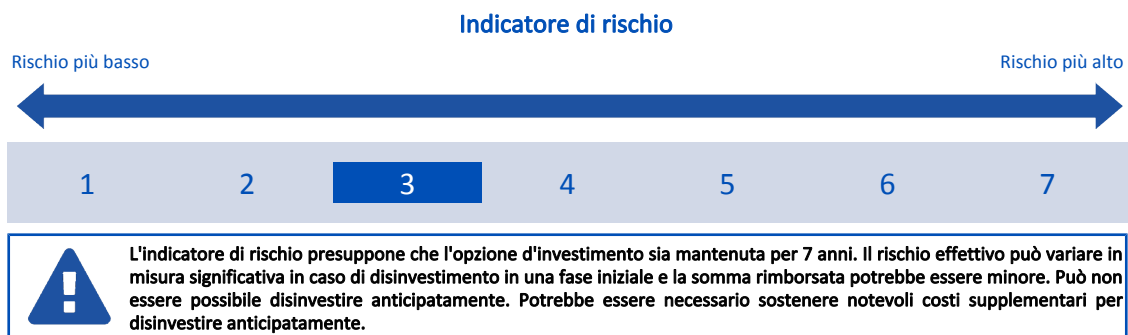 Indicatore di rischio
Rischio più basso
Rischio più alto
1 2 3 4 5 6 7
L'indicatore di rischio presuppone che l'opzione d'investimento sia mantenuta per 7 anni. Il rischio effettivo può variare in
misura significativa in caso di disinvestimento in una fase iniziale e la somma rimborsata potrebbe essere minore. Può non
essere possibile disinvestire anticipatamente. Potrebbe essere necessario sostenere notevoli costi supplementari per
disinvestire anticipatamente.